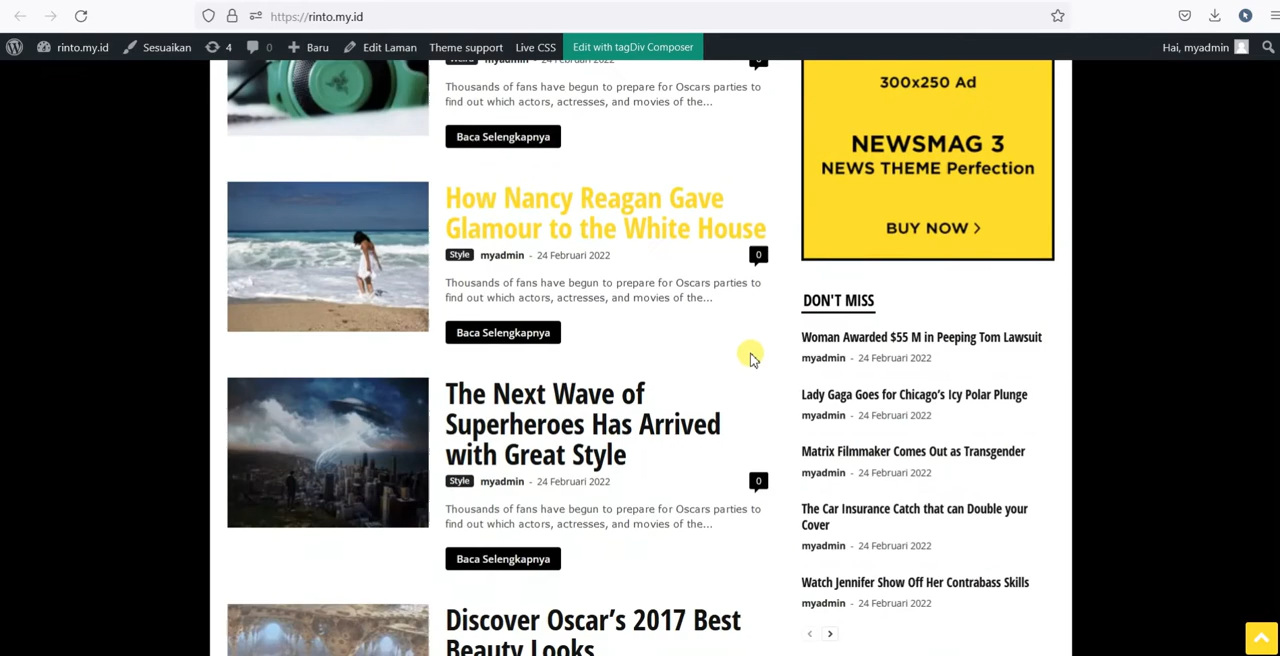 https://rinto.my.id
rinto.my.id Sesuaikan 4 0 Baru Edit Laman Theme support Live CSS Edit with tagDiv Composer Hai, myadmin
myadmin - 24 Februari 2022
Thousands of fans have begun to prepare for Oscars parties to
find out which actors, actresses, and movies of the...
Baca Selengkapnya
How Nancy Reagan Gave
Glamour to the White House
Style myadmin - 24 Februari 2022 0
Thousands of fans have begun to prepare for Oscars parties to
find out which actors, actresses, and movies of the...
Baca Selengkapnya
The Next Wave of
Superheroes Has Arrived
with Great Style
Style myadmin - 24 Februari 2022 0
Thousands of fans have begun to prepare for Oscars parties to
find out which actors, actresses, and movies of the...
Baca Selengkapnya
Discover Oscar's 2017 Best
Beauty Looks
300x250 Ad
NEWSMAG 3
NEWS THEME Perfection
BUY NOW >
DON'T MISS
Woman Awarded $55 M in Peeping Tom Lawsuit
myadmin - 24 Februari 2022
Lady Gaga Goes for Chicago's Icy Polar Plunge
myadmin - 24 Februari 2022
Matrix Filmmaker Comes Out as Transgender
myadmin - 24 Februari 2022
The Car Insurance Catch that can Double your
Cover
myadmin - 24 Februari 2022
Watch Jennifer Show Off Her Contrabass Skills
myadmin - 24 Februari 2022